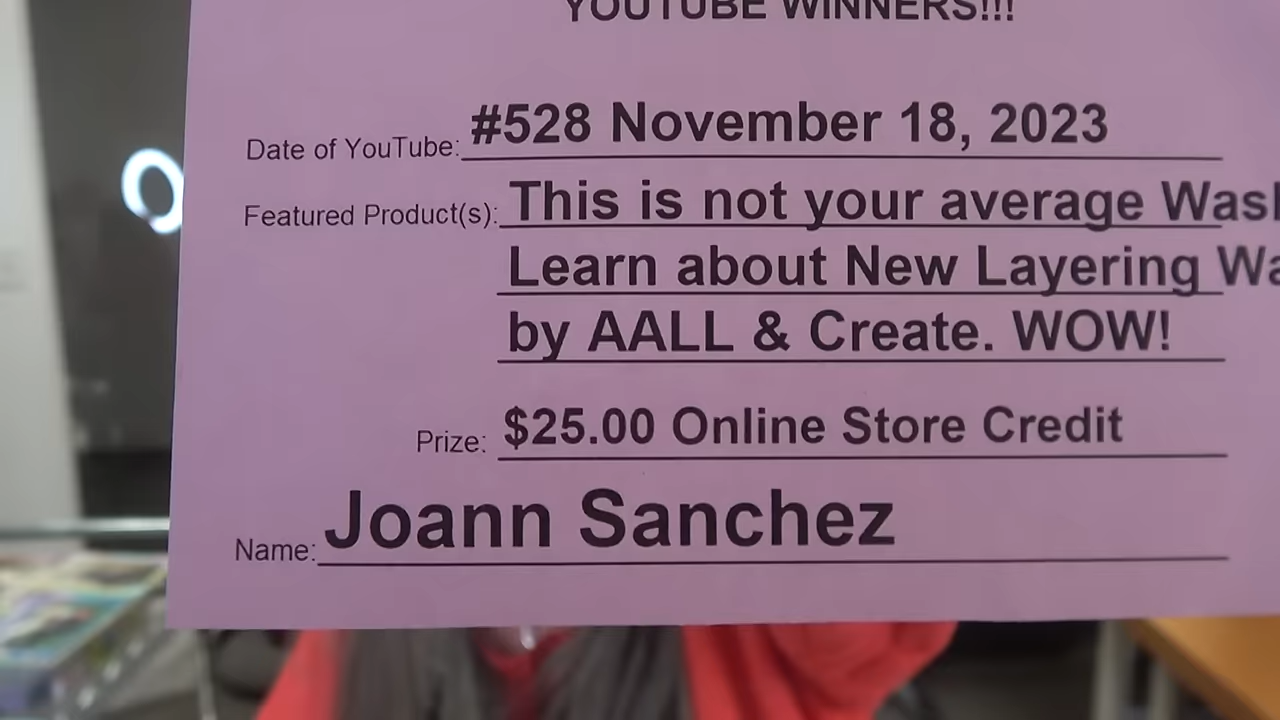 YOUTUBE WINNERS!!!
Date of YouTube: #528 November 18, 2023
Featured Product(s): This is not your average
Learn about New Layering
by AALL & Create. WOW!
Prize: $25.00 Online Store Credit
Name: Joann Sanchez